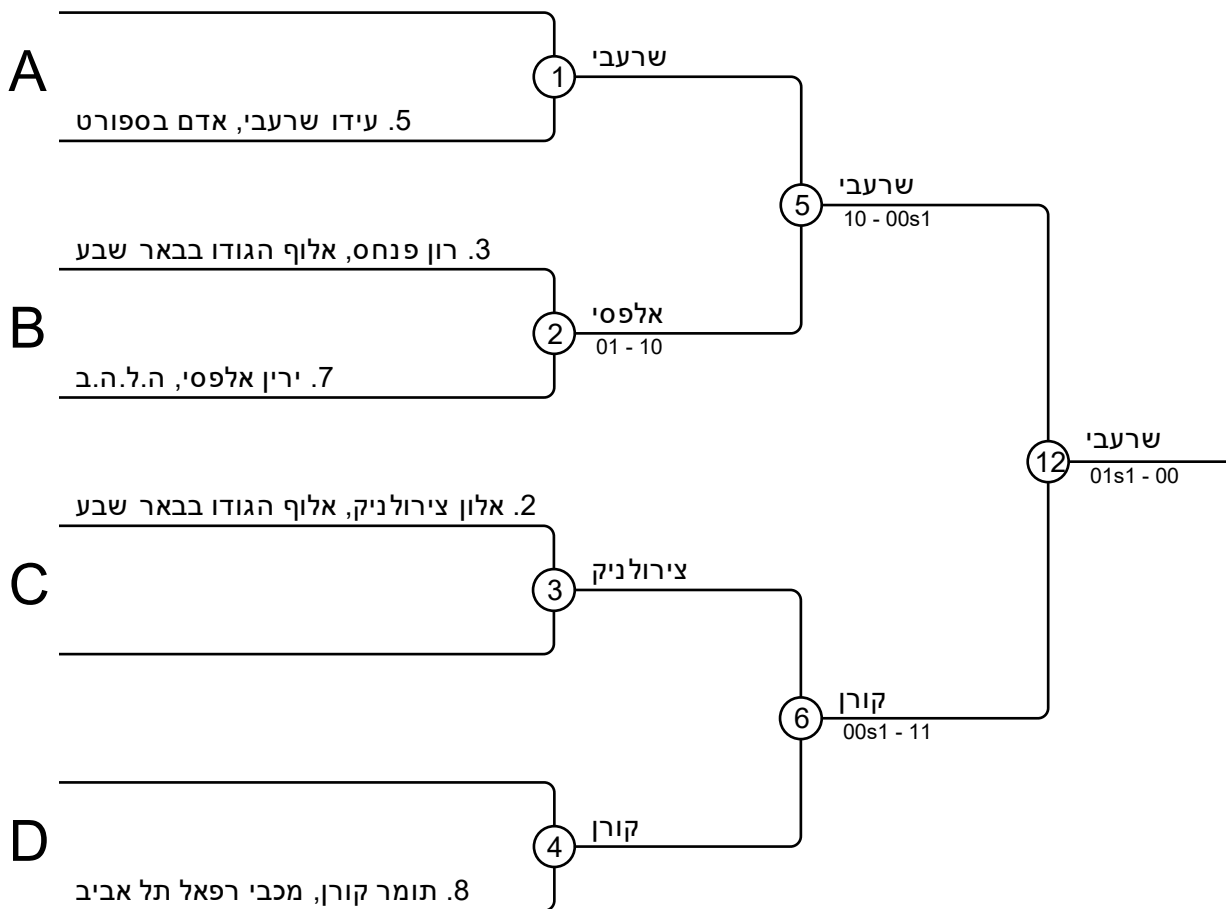 A
1
שרעבי
5. עידו שרעבי, אדם בספורט
5
שרעבי
10 - 00s1
3. רון פנחס, אלוף הגודו בבאר שבע
B
2
אלפסי
01 - 10
7. ירין אלפסי, ה.ל.ה.ב
12
שרעבי
01s1 - 00
2. אלון צירולניק, אלוף הגודו בבאר שבע
C
3
צירולניק
6
קורן
00s1 - 11
D
4
קורן
8. תומר קורן, מכבי רפאל תל אביב